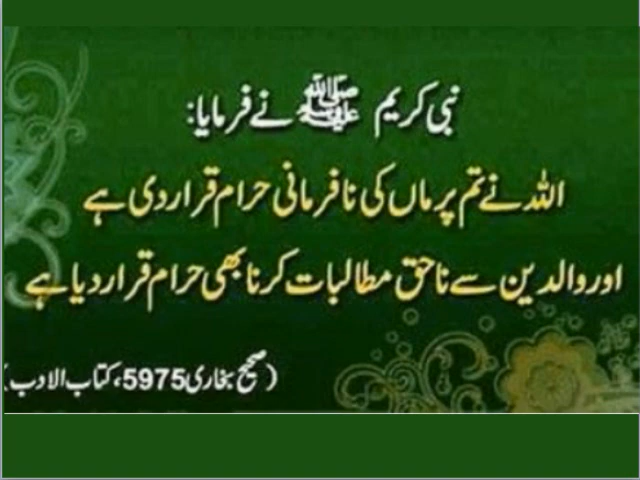 نبی کریم ﷺ نے فرمایا:
اللہ نے تم پر ماں کی نافرمانی حرام قرار دی ہے
اور والدین سے ناحق مطالبات کرنا بھی حرام قرار دیا ہے
(صحیح بخاری 5975، کتاب الادب)